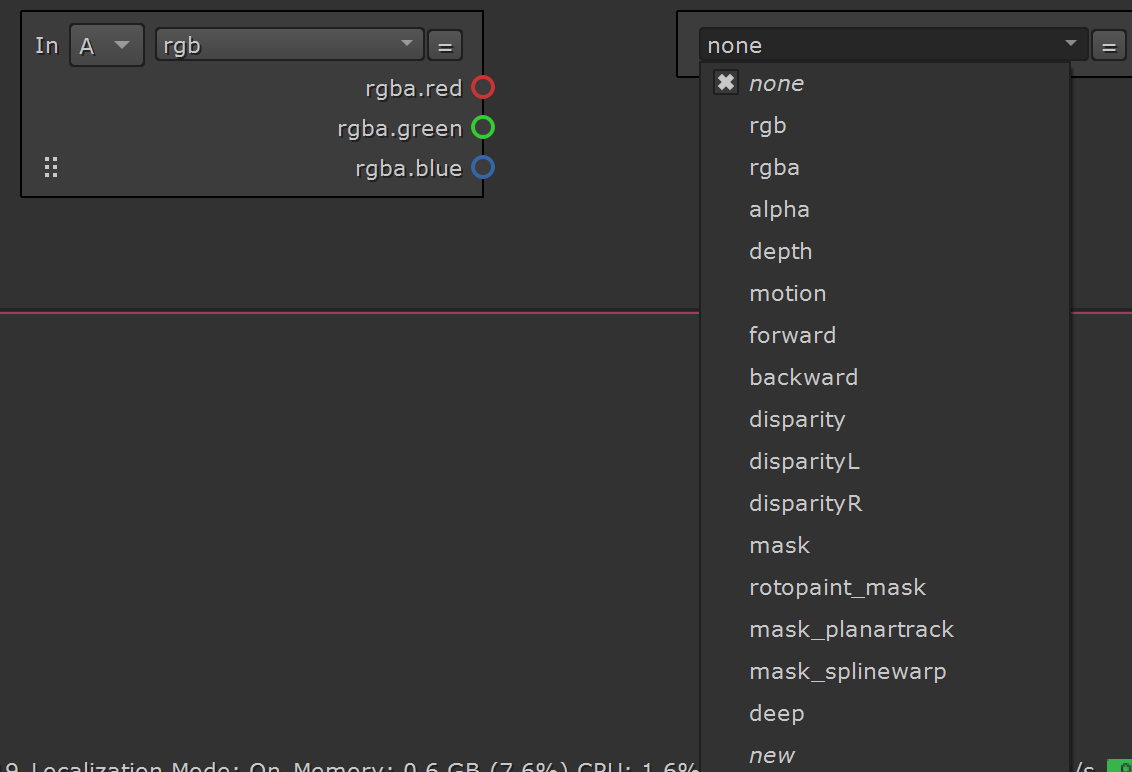 In A rgb =
none =
rgba.red
none
rgba.green
rgb
rgba.blue
rgba
alpha
depth
motion
forward
backward
disparity
disparityL
disparityR
mask
rotopaint_mask
mask_planartrack
mask_splinewarp
deep
new
9 Localization Mode: On Memory: 0.6 GB (7.6%) CPU: 1.6% /s